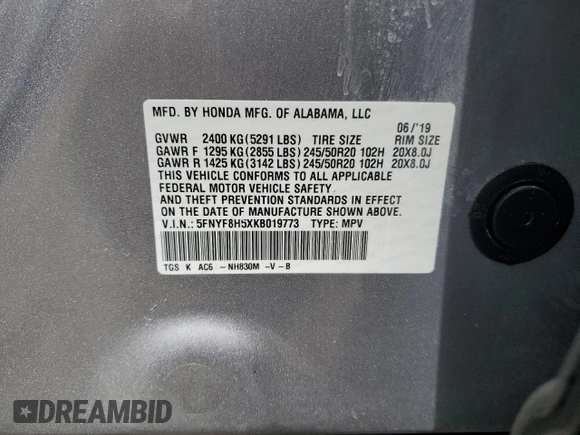 MFD. BY HONDA MFG. OF ALABAMA, LLC
06/'19
GVWR 2400 KG (5291 LBS) TIRE SIZE RIM SIZE
GAWR F 1295 KG (2855 LBS) 245/50R20 102H 20X8.0J
GAWR R 1425 KG (3142 LBS) 245/50R20 102H 20X8.0J
THIS VEHICLE CONFORMS TO ALL APPLICABLE
FEDERAL MOTOR VEHICLE SAFETY
AND THEFT PREVENTION STANDARDS IN EFFECT
ON THE DATE OF MANUFACTURE SHOWN ABOVE.
V.I.N.: 5FNYF8H5XKB019773 TYPE: MPV
TGS K AC6 -NH830M -V-B
DREAMBID